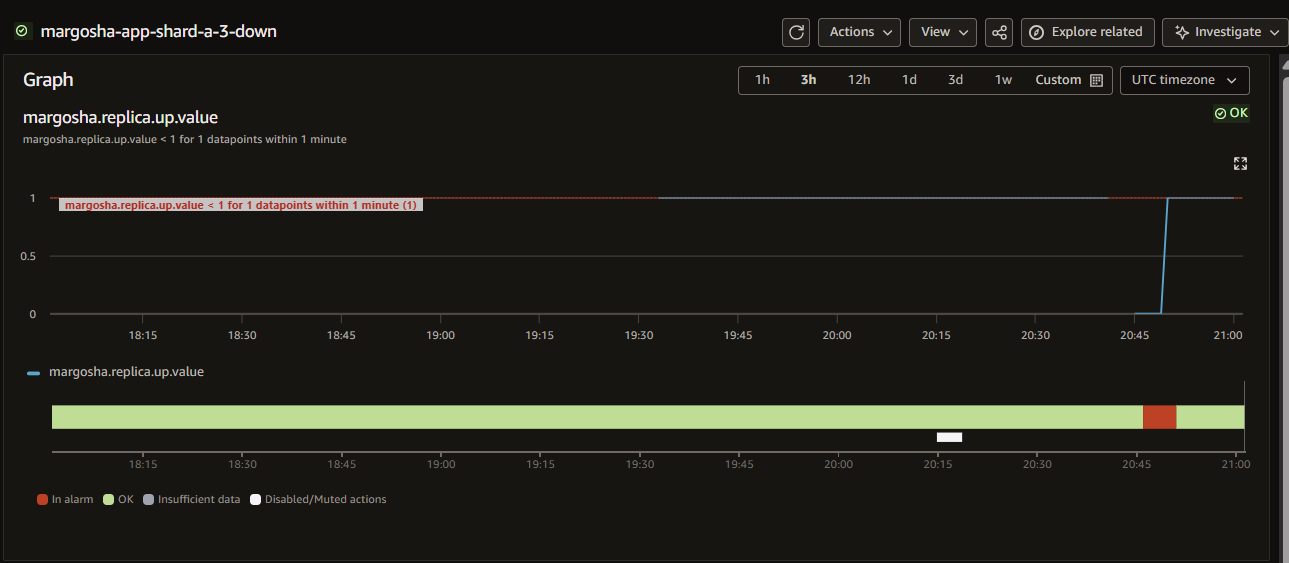 margosha-app-shard-a-3-down
Actions View Explore related Investigate
Graph
1h 3h 12h 1d 3d 1w Custom UTC timezone
margosha.replica.up.value
OK
margosha.replica.up.value < 1 for 1 datapoints within 1 minute
1
margosha.replica.up.value < 1 for 1 datapoints within 1 minute (1)
0.5
0
18:15 18:30 18:45 19:00 19:15 19:30 19:45 20:00 20:15 20:30 20:45 21:00
margosha.replica.up.value
18:15 18:30 18:45 19:00 19:15 19:30 19:45 20:00 20:15 20:30 20:45 21:00
In alarm OK Insufficient data Disabled/Muted actions